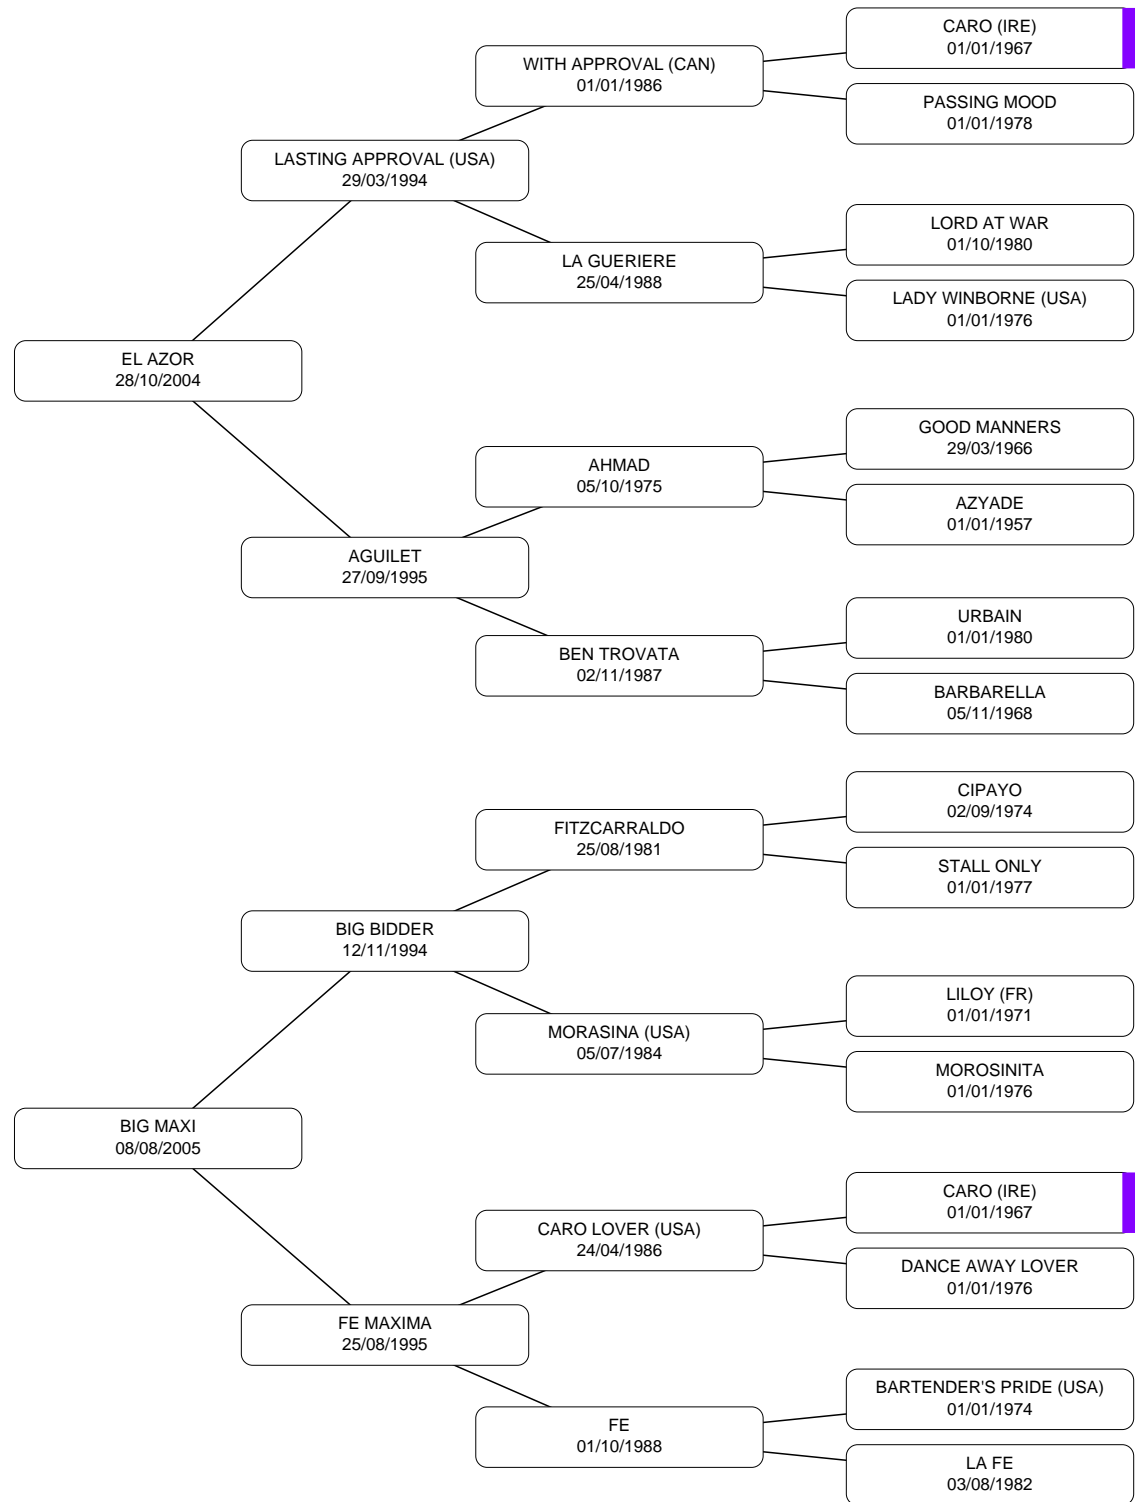 CARO (IRE)
01/01/1967
WITH APPROVAL (CAN)
01/01/1986
PASSING MOOD
01/01/1978
LASTING APPROVAL (USA)
29/03/1994
LORD AT WAR
01/10/1980
LA GUERIERE
25/04/1988
LADY WINBORNE (USA)
01/01/1976
EL AZOR
28/10/2004
GOOD MANNERS
29/03/1966
AHMAD
05/10/1975
AZYADE
01/01/1957
AGUILET
27/09/1995
URBAIN
01/01/1980
BEN TROVATA
02/11/1987
BARBARELLA
05/11/1968
CIPAYO
02/09/1974
FITZCARRALDO
25/08/1981
STALL ONLY
01/01/1977
BIG BIDDER
12/11/1994
LILOY (FR)
01/01/1971
MORASINA (USA)
05/07/1984
MOROSINITA
01/01/1976
BIG MAXI
08/08/2005
CARO (IRE)
01/01/1967
CARO LOVER (USA)
24/04/1986
DANCE AWAY LOVER
01/01/1976
FE MAXIMA
25/08/1995
BARTENDER'S PRIDE (USA)
01/01/1974
FE
01/10/1988
LA FE
03/08/1982